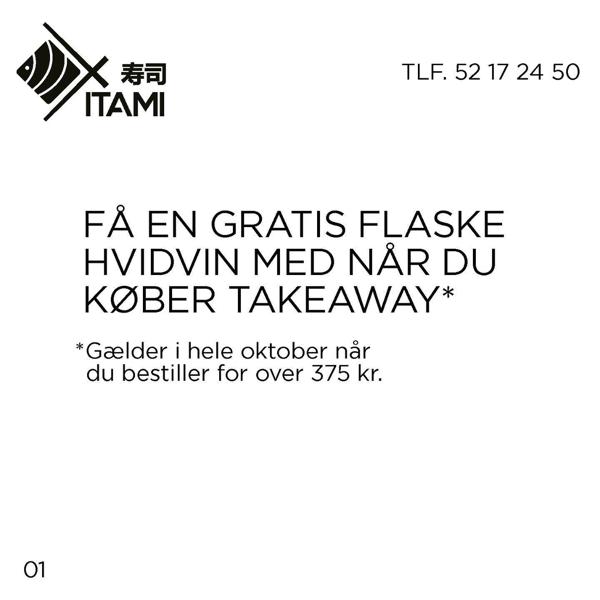 寿司
ITAMI
TLF. 52 17 24 50
FÅ EN GRATIS FLASKE
HVIDVIN MED NÅR DU
KØBER TAKEAWAY*
*Gælder i hele oktober når
du bestiller for over 375 kr.
01